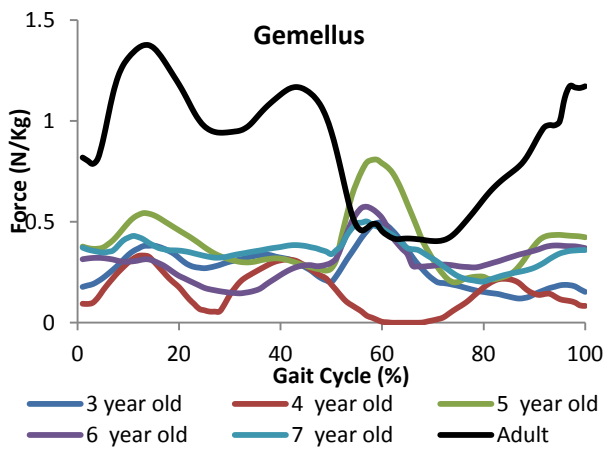 Gemellus
Force (N/Kg)
1.5
1
0.5
0
0 20 40 60 80 100
Gait Cycle (%)
3 year old 4 year old 5 year old
6 year old 7 year old Adult